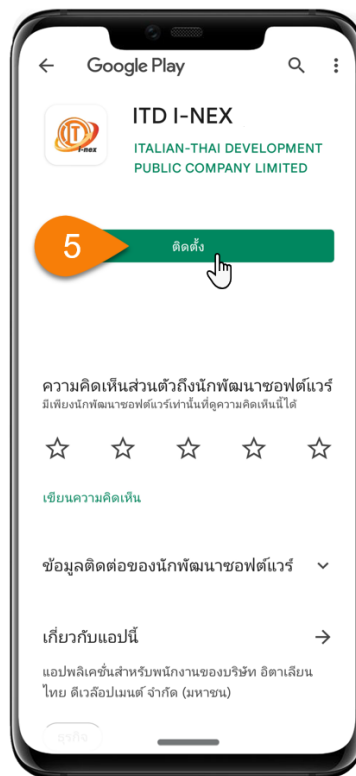 Google Play
ITD I-NEX
ITALIAN-THAI DEVELOPMENT
PUBLIC COMPANY LIMITED
ITD
i-nex
5
ติดตั้ง
ความคิดเห็นส่วนตัวถึงนักพัฒนาซอฟต์แวร์
มีเพียงนักพัฒนาซอฟต์แวร์เท่านั้นที่ดูความคิดเห็นนี้ได้
เขียนความคิดเห็น
ข้อมูลติดต่อของนักพัฒนาซอฟต์แวร์
เกี่ยวกับแอปนี้
แอปพลิเคชั่นสำหรับพนักงานของบริษัท อิตาเลียน
ไทย ดีเวล๊อปเมนต์ จำกัด (มหาชน)
ธุรกิจ